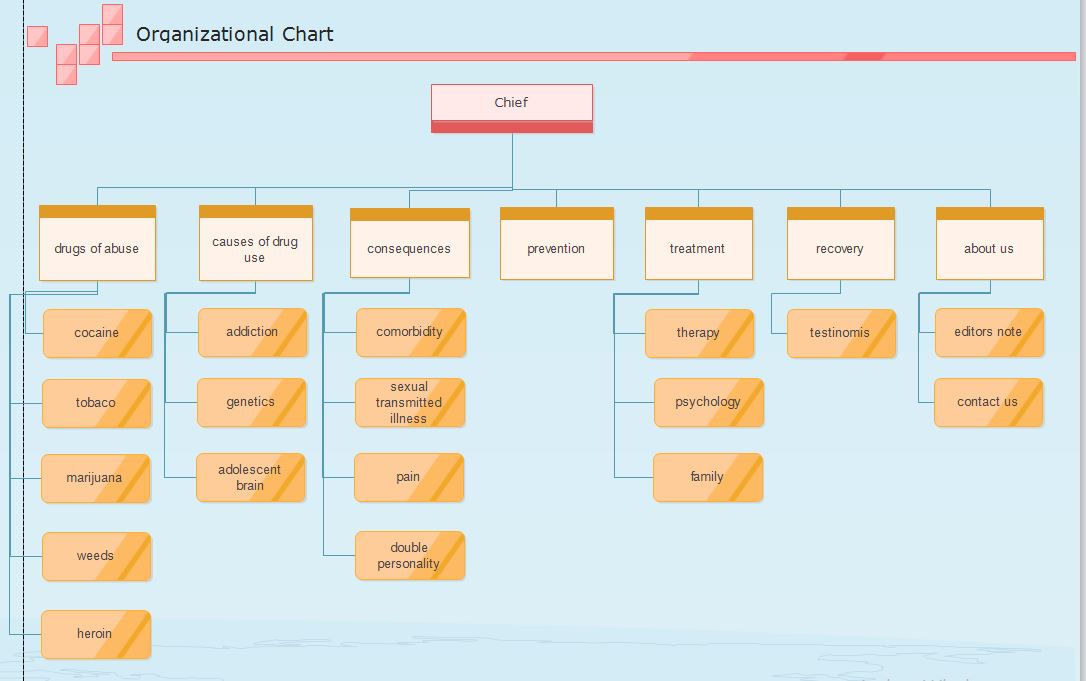 Organizational Chart
Chief
drugs of abuse
causes of drug
use
consequences
prevention
treatment
recovery
about us
cocaine
addiction
comorbidity
therapy
testinomis
editors note
tobaco
genetics
sexual
transmitted
illness
psychology
contact us
marijuana
adolescent
brain
pain
family
weeds
double
personality
heroin